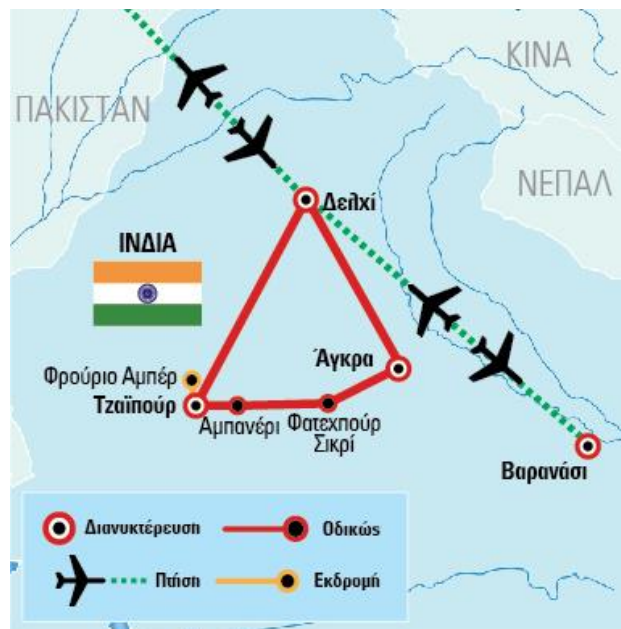 ΚΙΝΑ
ΠΑΚΙΣΤΑΝ
ΝΕΠΑΛ
Δελχί
ΙΝΔΙΑ
Άγκρα
Φρούριο Αμπέρ
Τζαϊπούρ
Αμπανέρι
Φατεχπούρ
Σικρί
Βαρανάσι
Διανυκτέρευση
Οδικώς
Πτήση
Εκδρομή